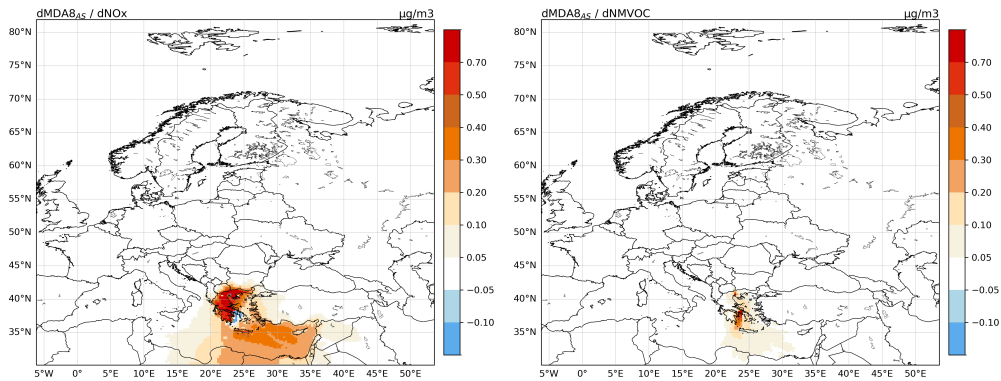 dMDA8AS / dNOx μg/m3
80°N
75°N
70°N
65°N
60°N
55°N
50°N
45°N
40°N
35°N
5°W 0° 5°E 10°E 15°E 20°E 25°E 30°E 35°E 40°E 45°E 50°E
0.70
0.50
0.40
0.30
0.20
0.10
0.05
−0.05
−0.10
dMDA8AS / dNMVOC μg/m3
80°N
75°N
70°N
65°N
60°N
55°N
50°N
45°N
40°N
35°N
5°W 0° 5°E 10°E 15°E 20°E 25°E 30°E 35°E 40°E 45°E 50°E
0.70
0.50
0.40
0.30
0.20
0.10
0.05
−0.05
−0.10